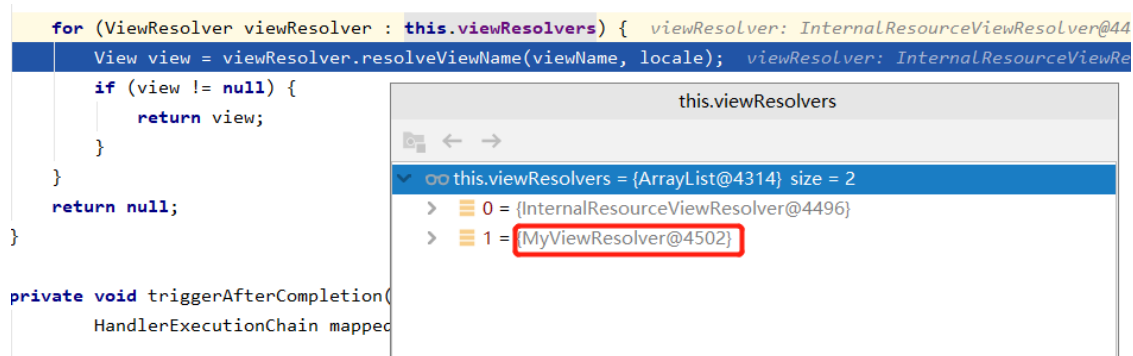 for (ViewResolver viewResolver : this.viewResolvers) { viewResolver: InternalResourceViewResolver@44
View view = viewResolver.resolveViewName(viewName, locale); viewResolver: InternalResourceViewRe
if (view != null) {
return view;
}
}
return null;
}
private void triggerAfterCompletion(
HandlerExecutionChain mapped
this.viewResolvers
this.viewResolvers = {ArrayList@4314} size = 2
0 = {InternalResourceViewResolver@4496}
1 = {MyViewResolver@4502}